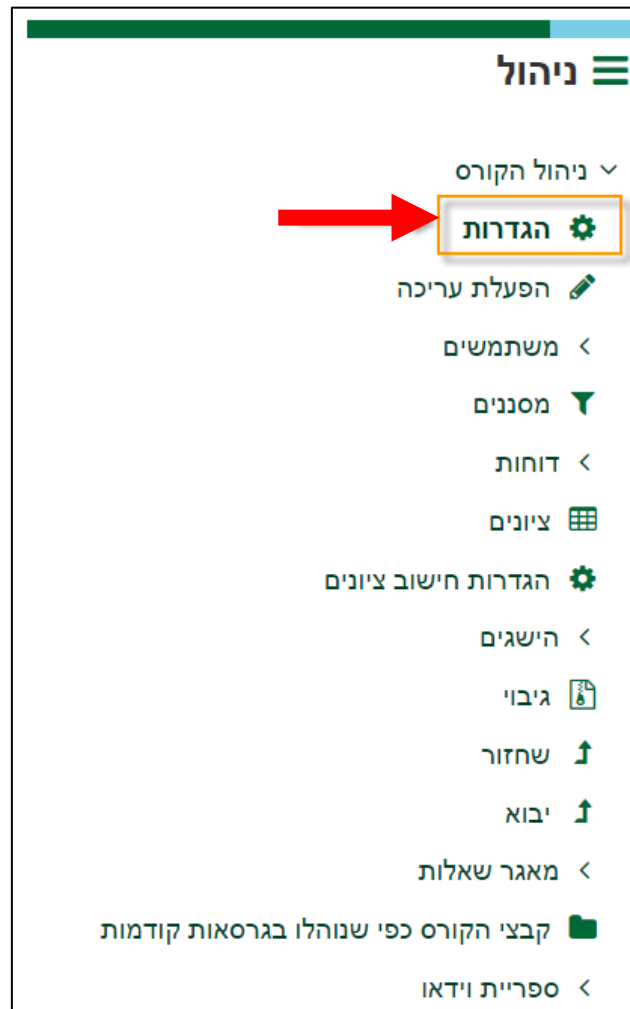 ניהול
ניהול הקורס
הגדרות
הפעלת עריכה
משתמשים
מסננים
דוחות
ציונים
הגדרות חישוב ציונים
הישגים
גיבוי
שחזור
יבוא
מאגר שאלות
קבצי הקורס כפי שנוהלו בגרסאות קודמות
ספריית וידאו